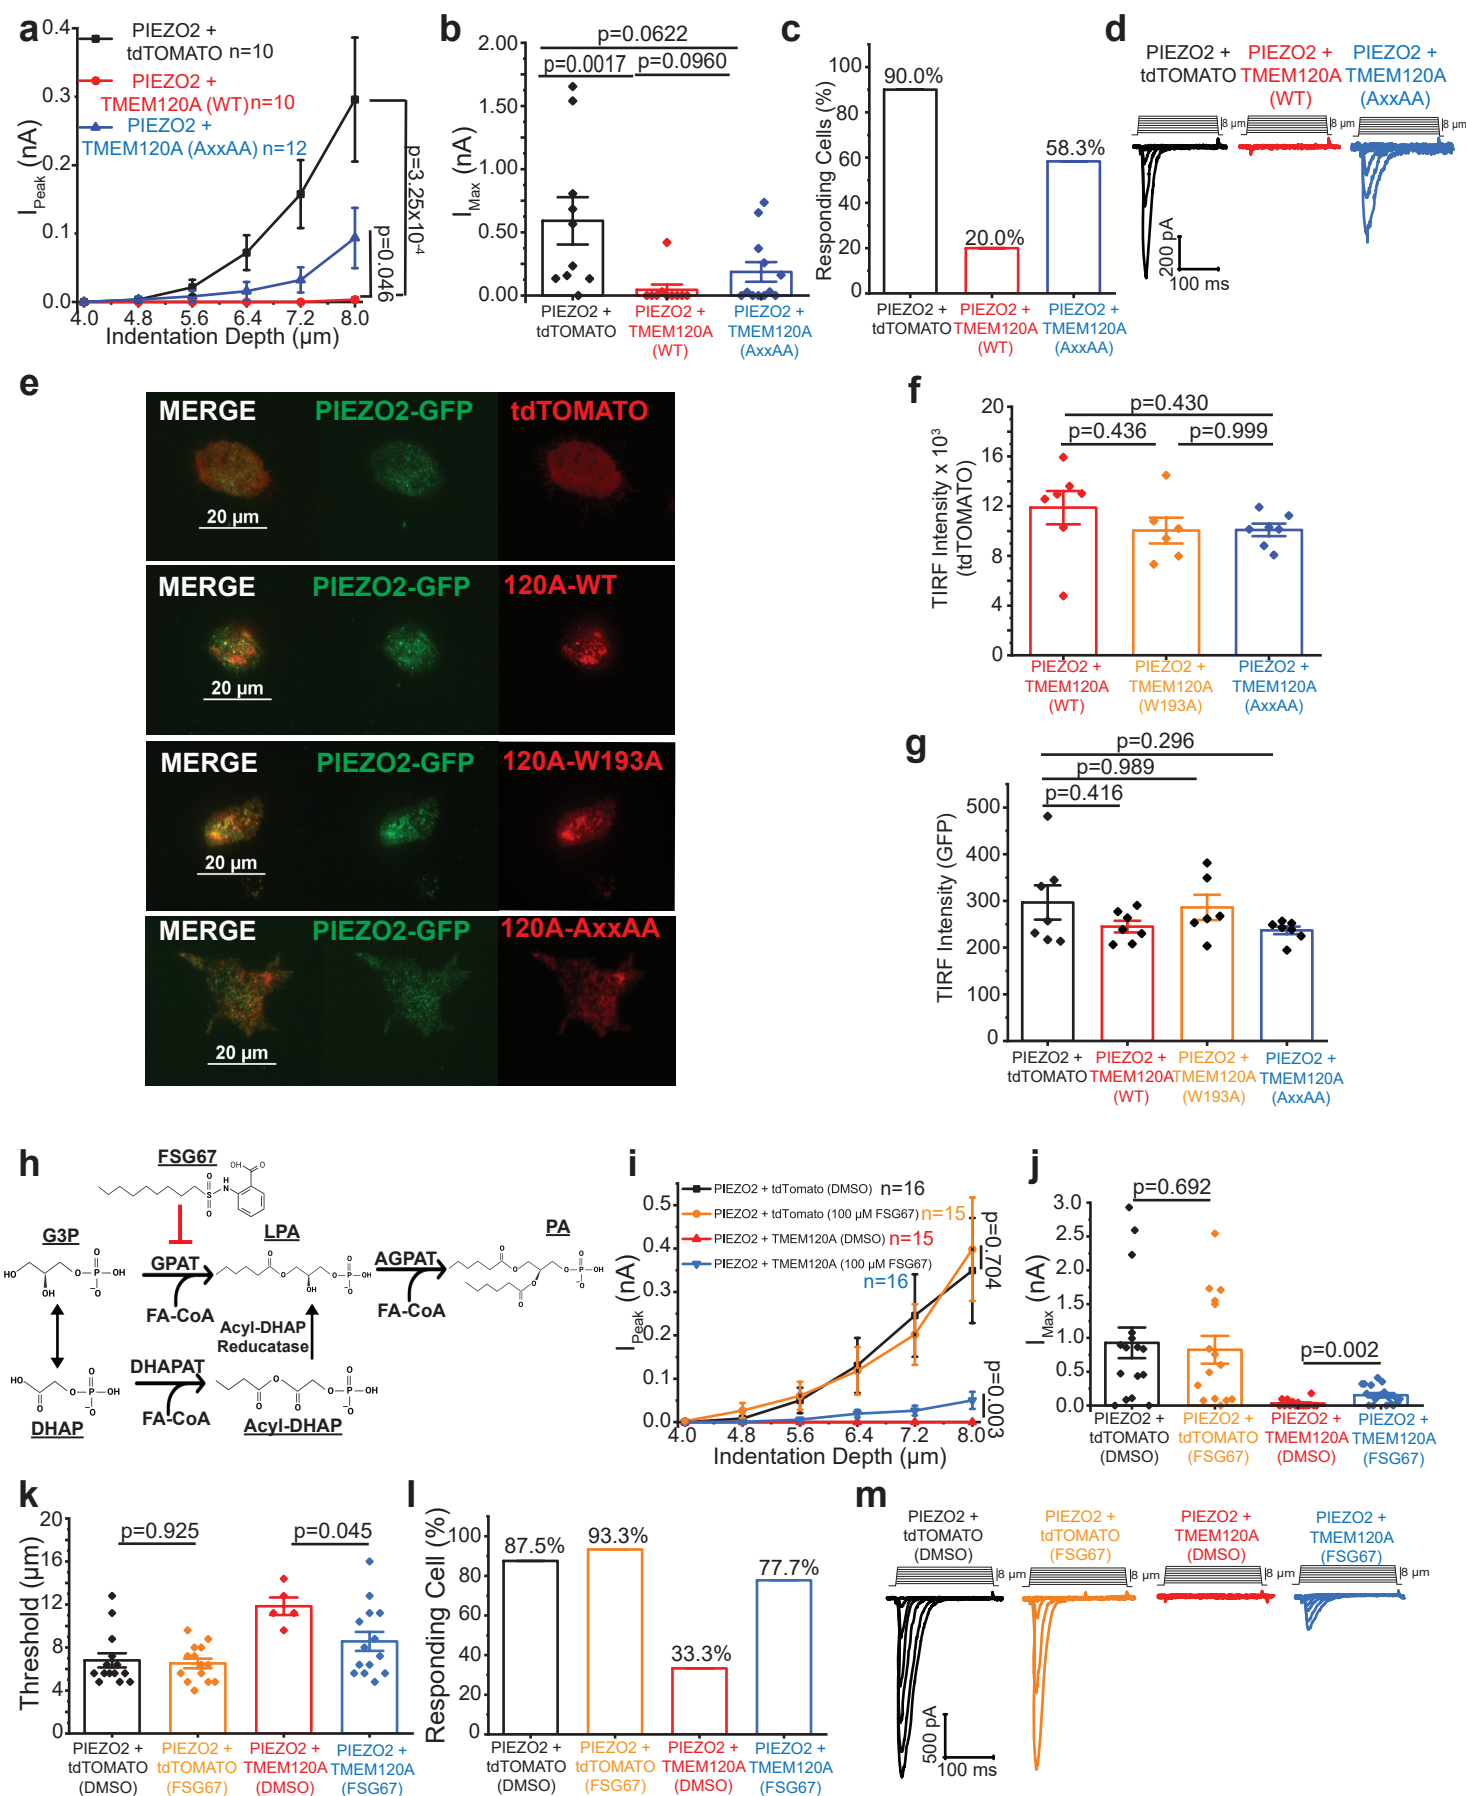 a
0.4
0.3
0.2
0.1
0.0
I Peak (nA)
PIEZO2 +
tdTOMATO n=10
PIEZO2 +
TMEM120A (WT) n=10
PIEZO2 +
TMEM120A (AxxAA) n=12
p=3.25x10⁻⁴
p=0.046
4.0 4.8 5.6 6.4 7.2 8.0
Indentation Depth (µm)
b
2.00
1.50
1.00
0.50
0.00
I Max (nA)
p=0.0622
p=0.0017 p=0.0960
PIEZO2 + PIEZO2 + PIEZO2 +
tdTOMATO TMEM120A TMEM120A
(WT) (AxxAA)
c
100
80
60
40
20
0
Responding Cells (%)
90.0%
20.0%
58.3%
PIEZO2 + PIEZO2 + PIEZO2 +
tdTOMATO TMEM120A TMEM120A
(WT) (AxxAA)
d
PIEZO2 + PIEZO2 + PIEZO2 +
tdTOMATO TMEM120A TMEM120A
(WT) (AxxAA)
8 µm 8 µm 8 µm
200 pA
100 ms
e
MERGE PIEZO2-GFP tdTOMATO
20 µm
MERGE PIEZO2-GFP 120A-WT
20 µm
MERGE PIEZO2-GFP 120A-W193A
20 µm
MERGE PIEZO2-GFP 120A-AxxAA
20 µm
f
20
16
12
8
4
0
TIRF Intensity x 10³
(tdTOMATO)
p=0.430
p=0.436 p=0.999
PIEZO2 + PIEZO2 + PIEZO2 +
TMEM120A TMEM120A TMEM120A
(WT) (W193A) (AxxAA)
g
500
400
300
200
100
0
TIRF Intensity (GFP)
p=0.296
p=0.989
p=0.416
PIEZO2 + PIEZO2 + PIEZO2 + PIEZO2 +
tdTOMATO TMEM120A TMEM120A TMEM120A
(WT) (W193A) (AxxAA)
h
FSG67
OH O
O S O
N H
G3P LPA PA
GPAT AGPAT
FA-CoA FA-CoA
HO OH O P O OH ⁻O
O O OH O P O OH ⁻O
O O O O O P O OH ⁻O
Acyl-DHAP
Reducatase
DHAPAT
FA-CoA
HO O O P O OH ⁻O
O O O O P O OH ⁻O
DHAP Acyl-DHAP
i
0.5
0.4
0.3
0.2
0.1
0.0
I Peak (nA)
PIEZO2 + tdTomato (DMSO) n=16
PIEZO2 + tdTomato (100 µM FSG67) n=15
PIEZO2 + TMEM120A (DMSO) n=15
PIEZO2 + TMEM120A (100 µM FSG67)
n=16
p=0.704
p=0.003
4.0 4.8 5.6 6.4 7.2 8.0
Indentation Depth (µm)
j
3.0
2.5
2.0
1.5
1.0
0.5
0.0
I Max (nA)
p=0.692
p=0.002
PIEZO2 + PIEZO2 + PIEZO2 + PIEZO2 +
tdTOMATO tdTOMATO TMEM120A TMEM120A
(DMSO) (FSG67) (DMSO) (FSG67)
k
20
16
12
8
4
0
Threshold (µm)
p=0.925 p=0.045
PIEZO2 + PIEZO2 + PIEZO2 + PIEZO2 +
tdTOMATO tdTOMATO TMEM120A TMEM120A
(DMSO) (FSG67) (DMSO) (FSG67)
l
100
80
60
40
20
0
Responding Cell (%)
87.5% 93.3%
33.3%
77.7%
PIEZO2 + PIEZO2 + PIEZO2 + PIEZO2 +
tdTOMATO tdTOMATO TMEM120A TMEM120A
(DMSO) (FSG67) (DMSO) (FSG67)
m
PIEZO2 + PIEZO2 + PIEZO2 + PIEZO2 +
tdTOMATO tdTOMATO TMEM120A TMEM120A
(DMSO) (FSG67) (DMSO) (FSG67)
8 µm 8 µm 8 µm 8 µm
500 pA
100 ms